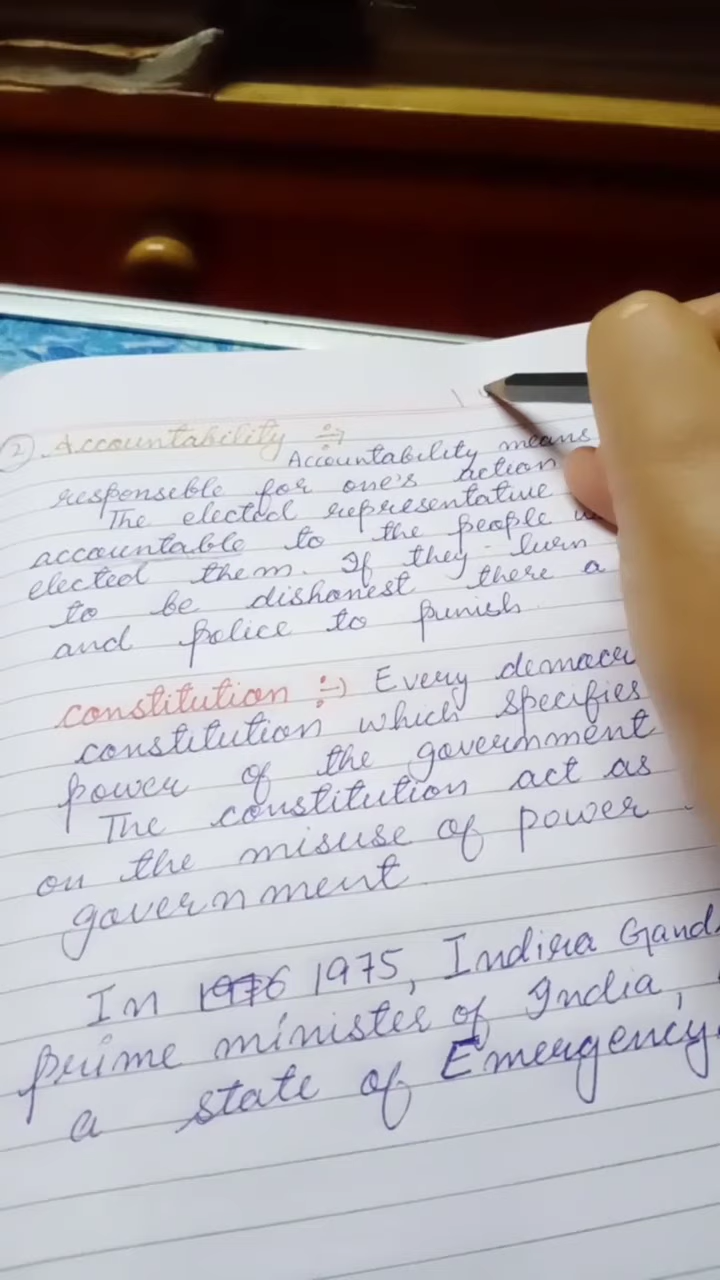 ② Accountability :-
Accountability means
responsible for one's action
The elected representative
accountable to the people
elected them. If they turn
to be dishonest there a
and police to punish.
constitution :-) Every democr
constitution which specifies
power of the government
The constitution act as
on the misuse of power
government.
In 1976 1975, Indira Gand
prime minister of India,
a state of Emergency